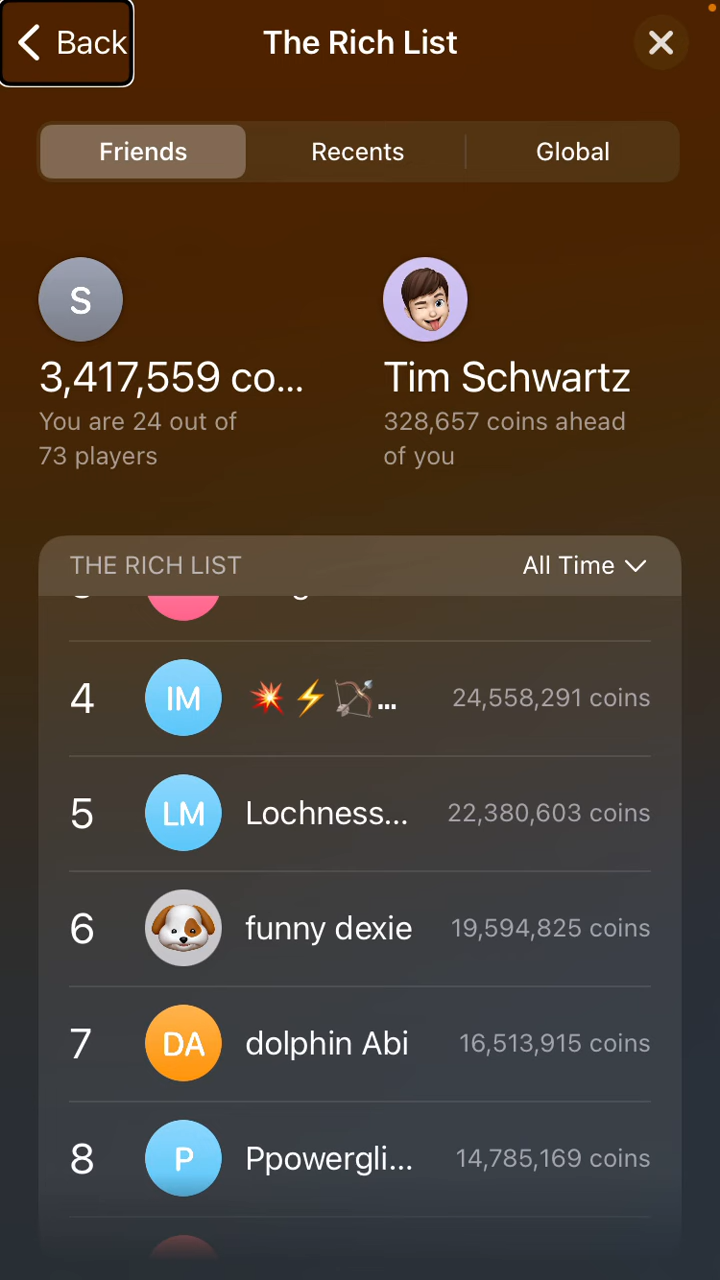 Back
The Rich List
Friends
Recents
Global
S
3,417,559 co...
You are 24 out of
73 players
Tim Schwartz
328,657 coins ahead
of you
THE RICH LIST
All Time
4 IM 💥⚡🏹... 24,558,291 coins
5 LM Lochness... 22,380,603 coins
6 funny dexie 19,594,825 coins
7 DA dolphin Abi 16,513,915 coins
8 P Ppowergli... 14,785,169 coins